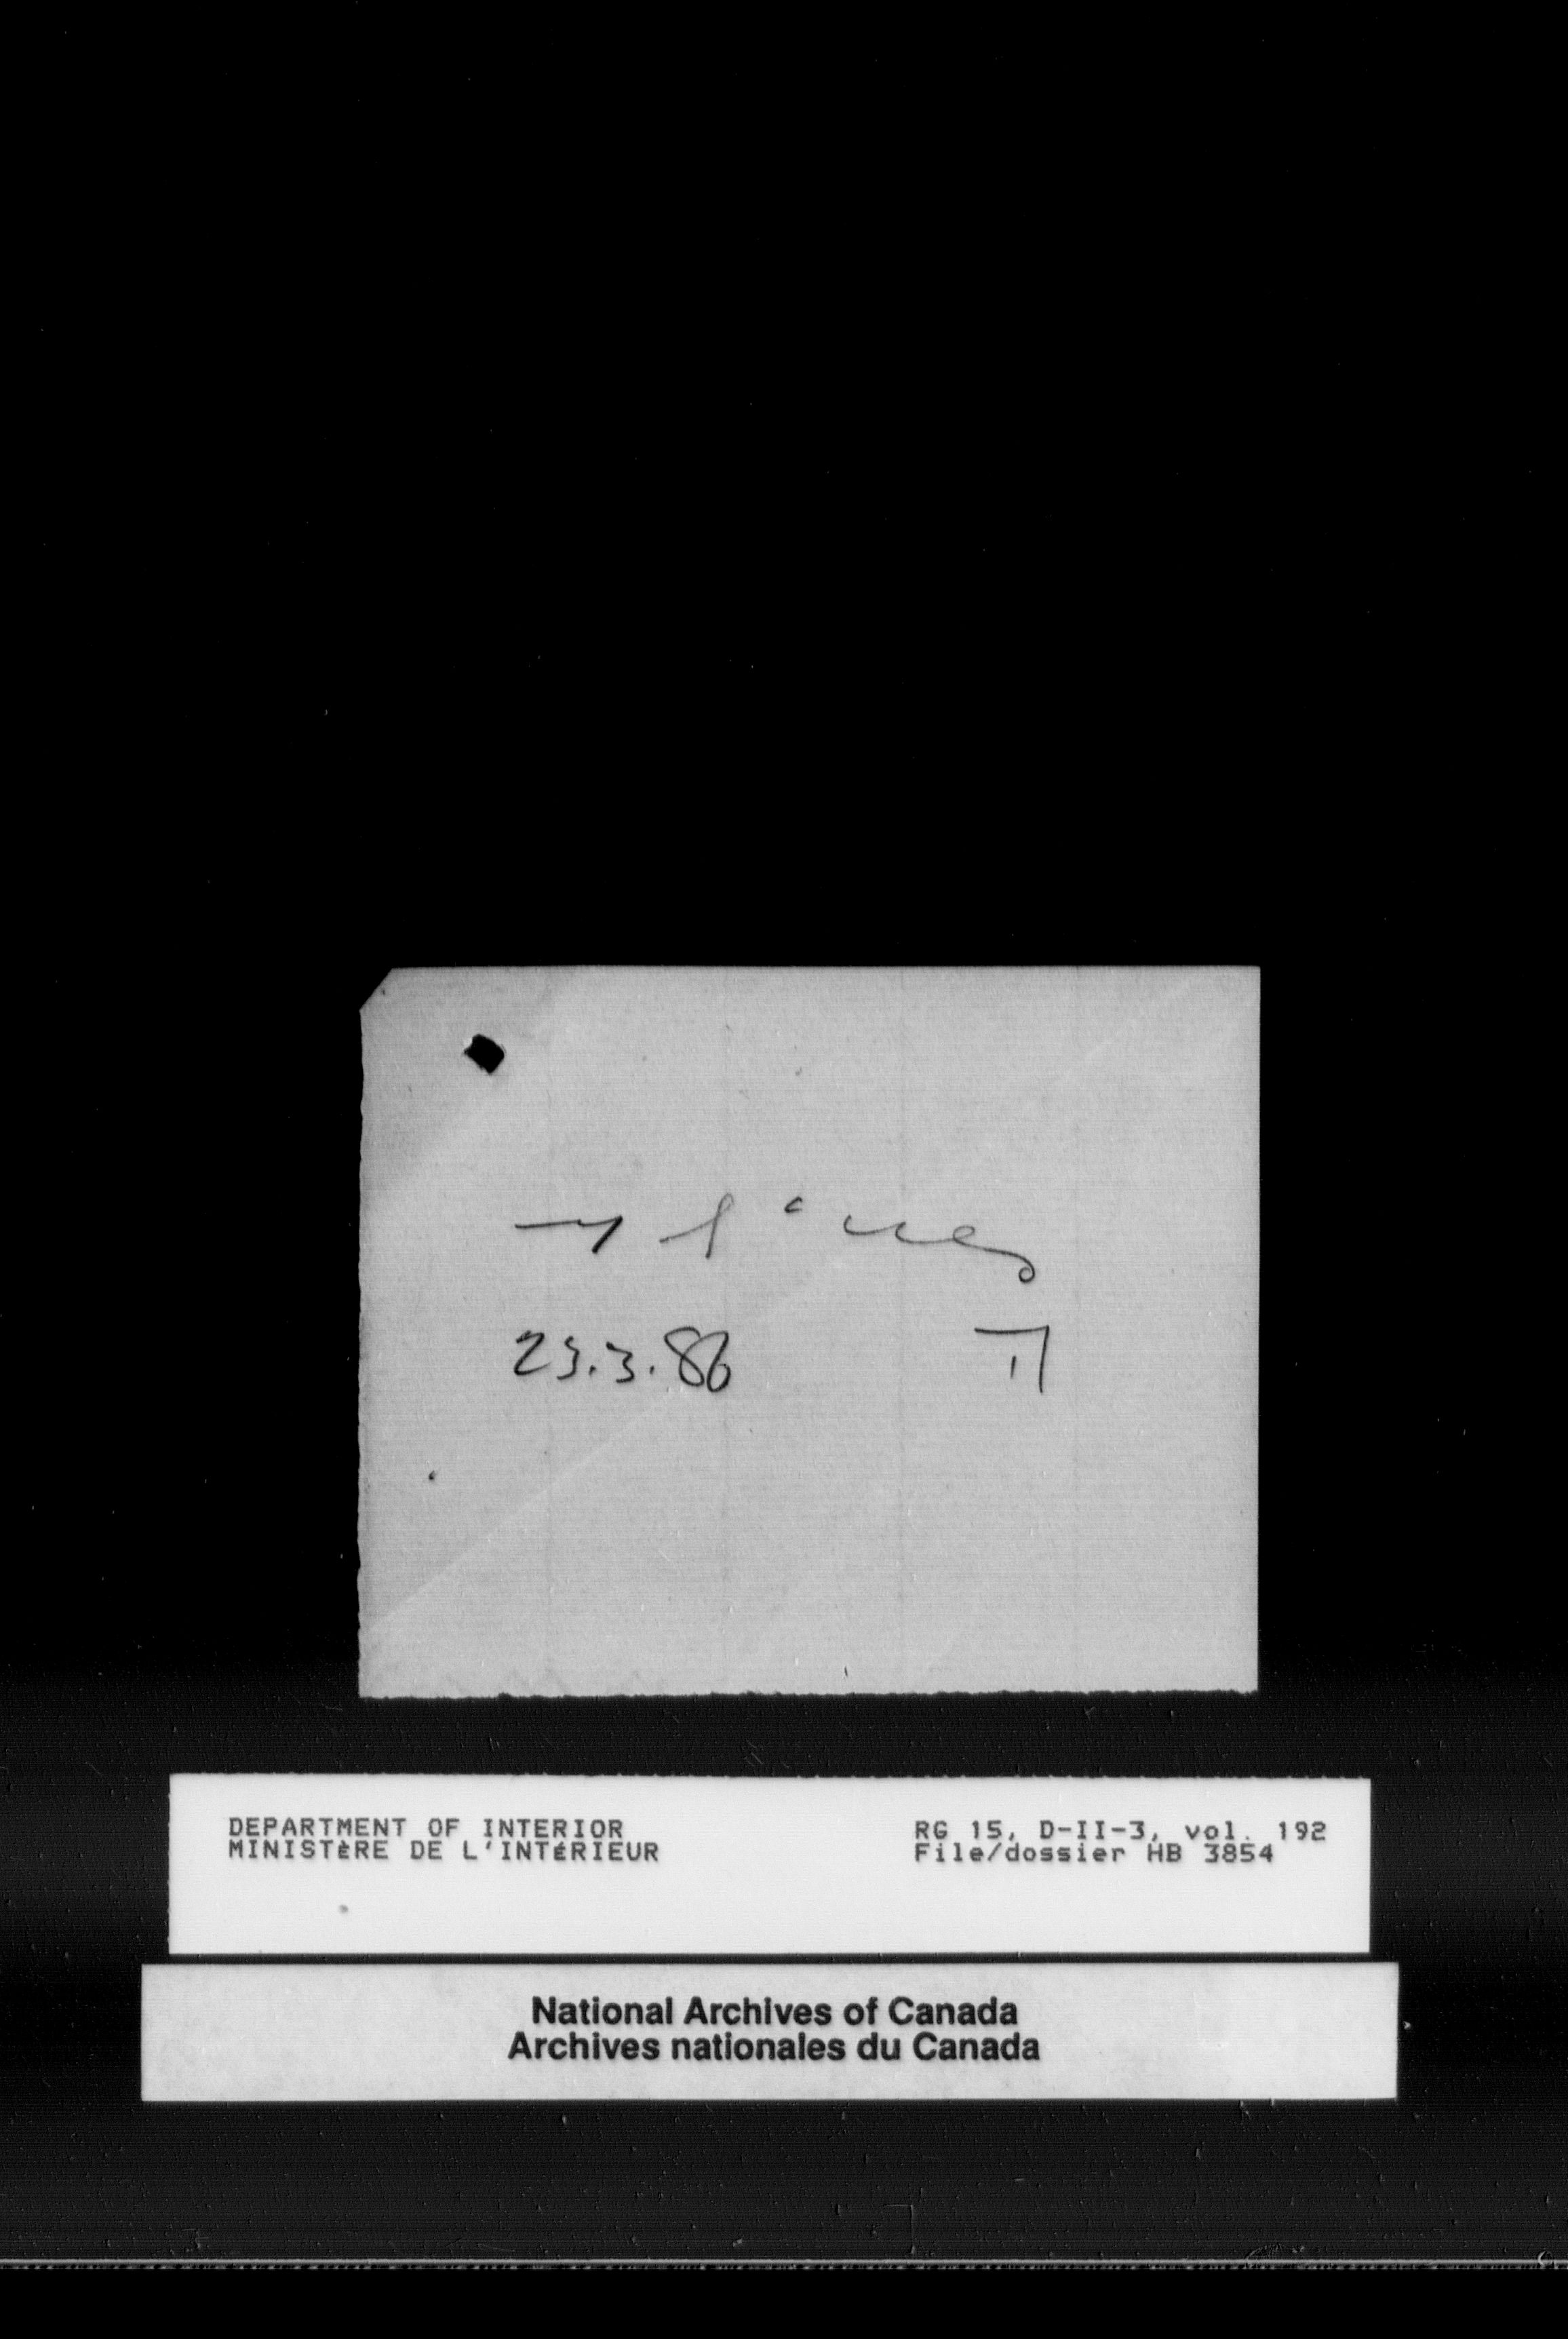 23.3.86
DEPARTMENT OF INTERIOR
MINISTÈRE DE L'INTÉRIEUR
RG 15, D-II-3, vol. 192
File/dossier HB 3854
National Archives of Canada
Archives nationales du Canada